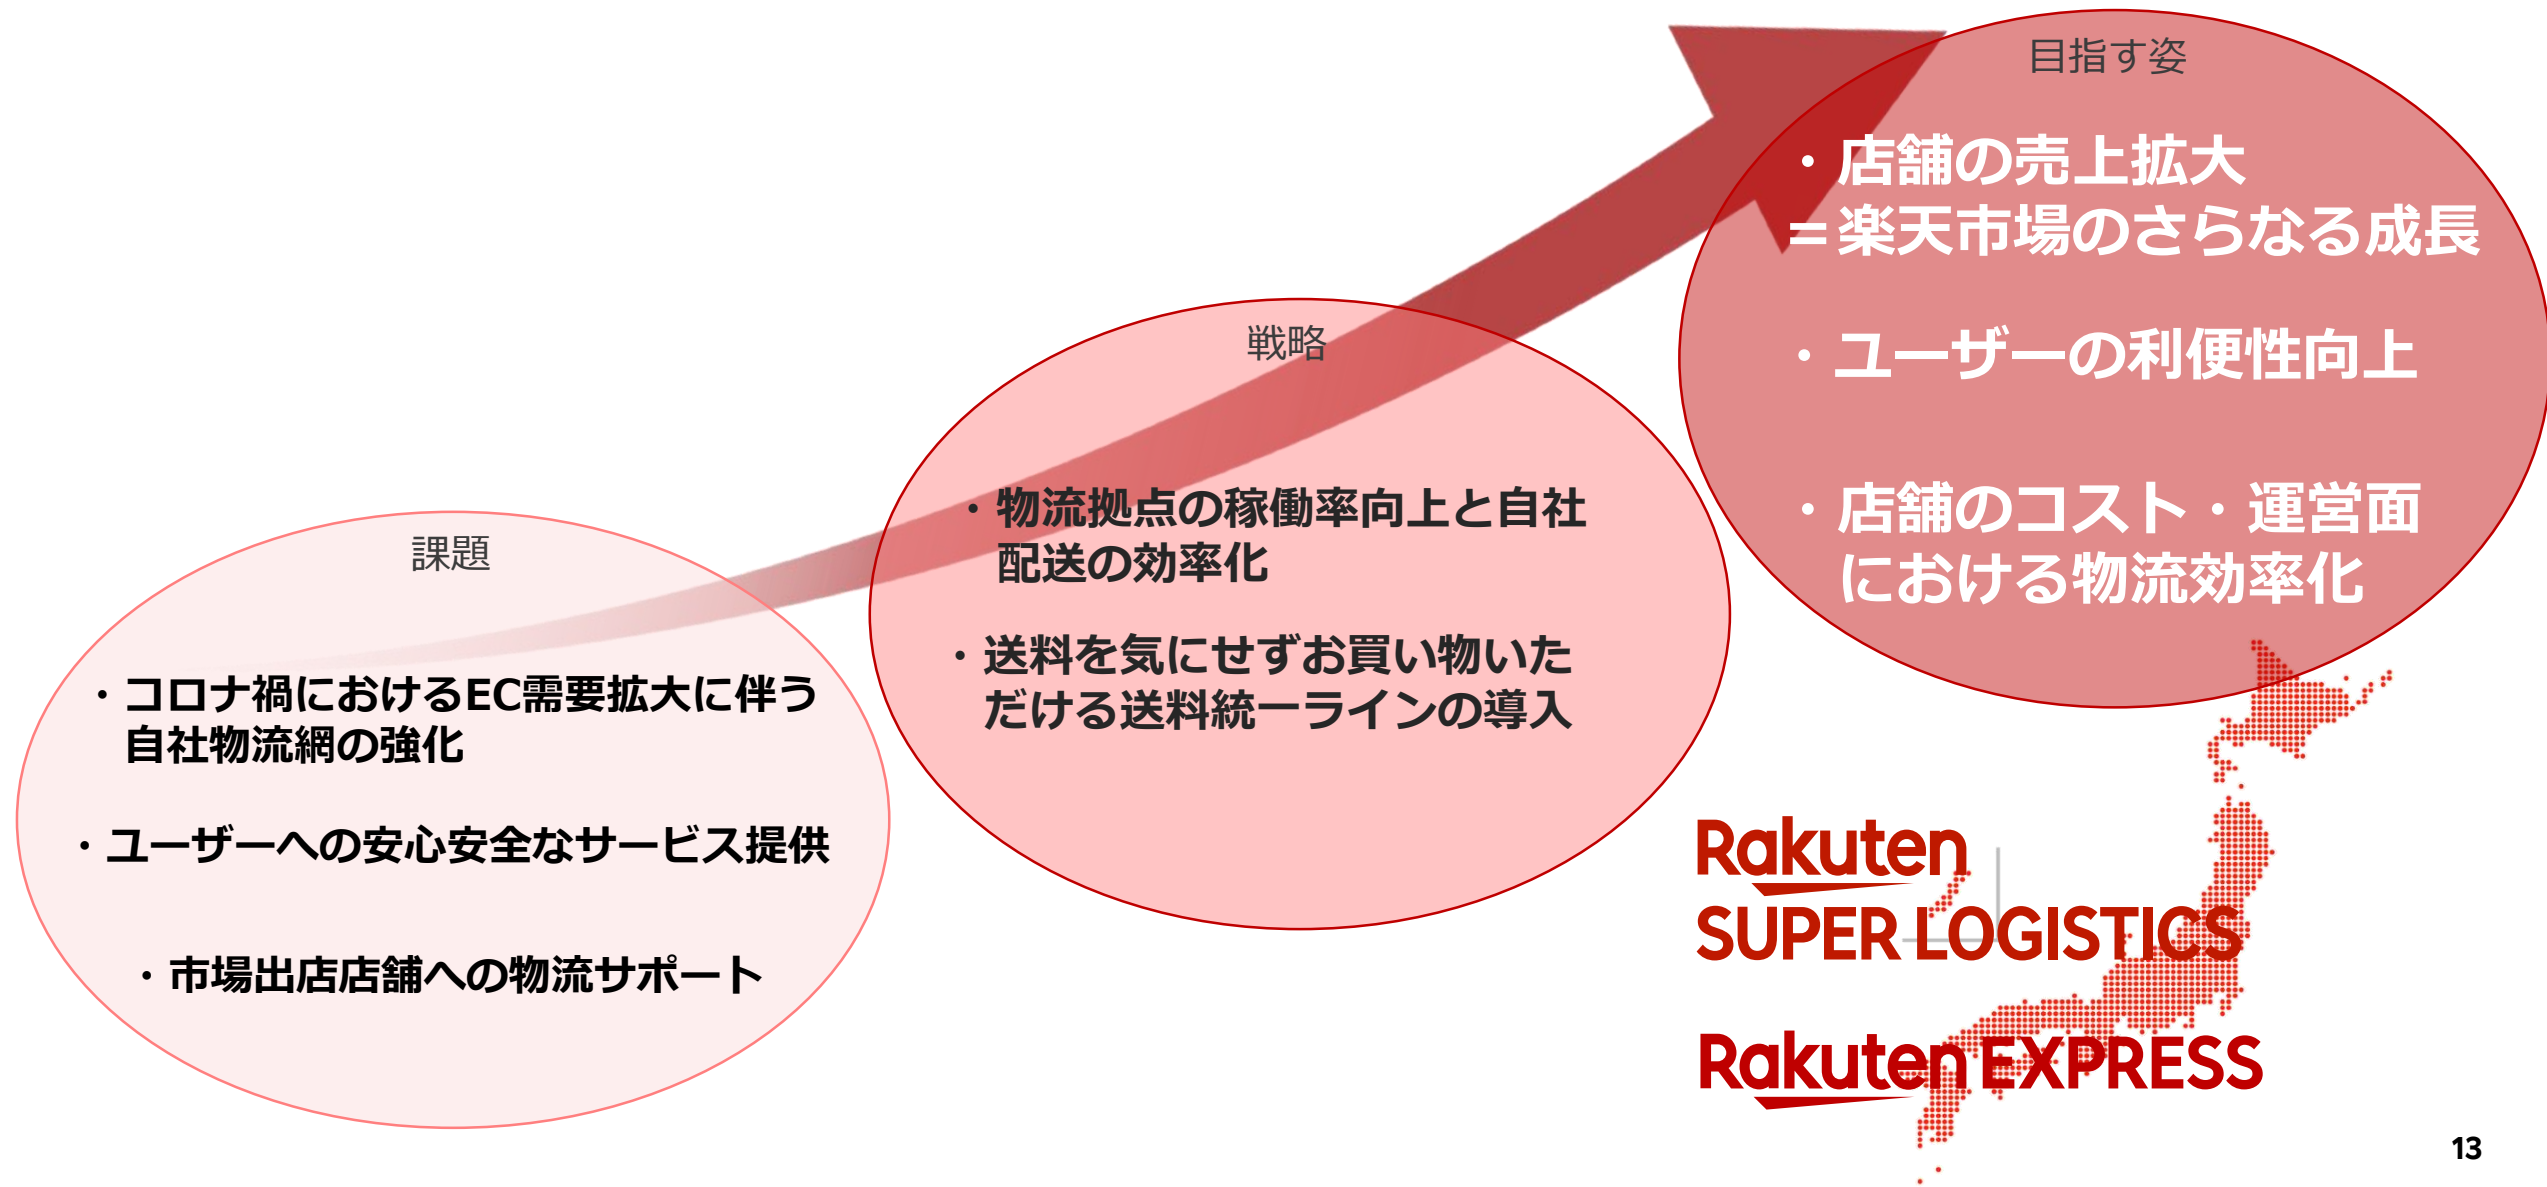 課題
・コロナ禍におけるEC需要拡大に伴う
自社物流網の強化
・ユーザーへの安心安全なサービス提供
・市場出店店舗への物流サポート
戦略
・物流拠点の稼働率向上と自社
配送の効率化
・送料を気にせずお買い物いた
だける送料統一ラインの導入
目指す姿
・店舗の売上拡大
＝楽天市場のさらなる成長
・ユーザーの利便性向上
・店舗のコスト・運営面
における物流効率化
Rakuten
SUPER LOGISTICS
Rakuten EXPRESS
13